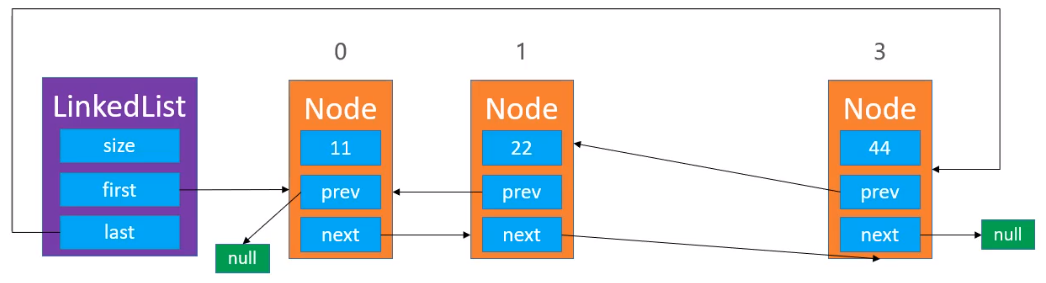 0
1
3
LinkedList
size
first
last
Node
11
prev
next
null
Node
22
prev
next
Node
44
prev
next
null